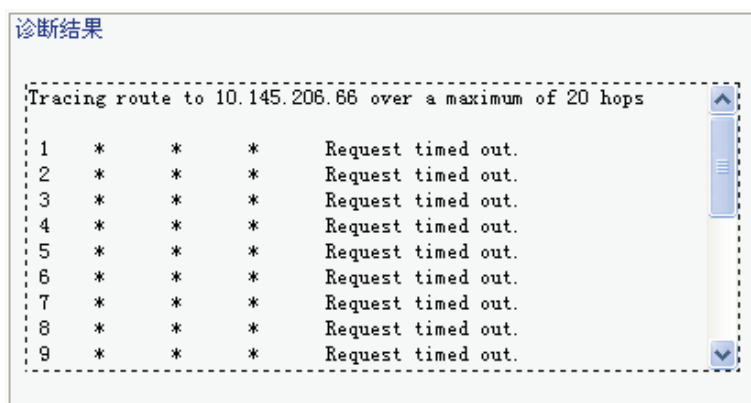 诊断结果
Tracing route to 10.145.206.66 over a maximum of 20 hops
1 * * * Request timed out.
2 * * * Request timed out.
3 * * * Request timed out.
4 * * * Request timed out.
5 * * * Request timed out.
6 * * * Request timed out.
7 * * * Request timed out.
8 * * * Request timed out.
9 * * * Request timed out.